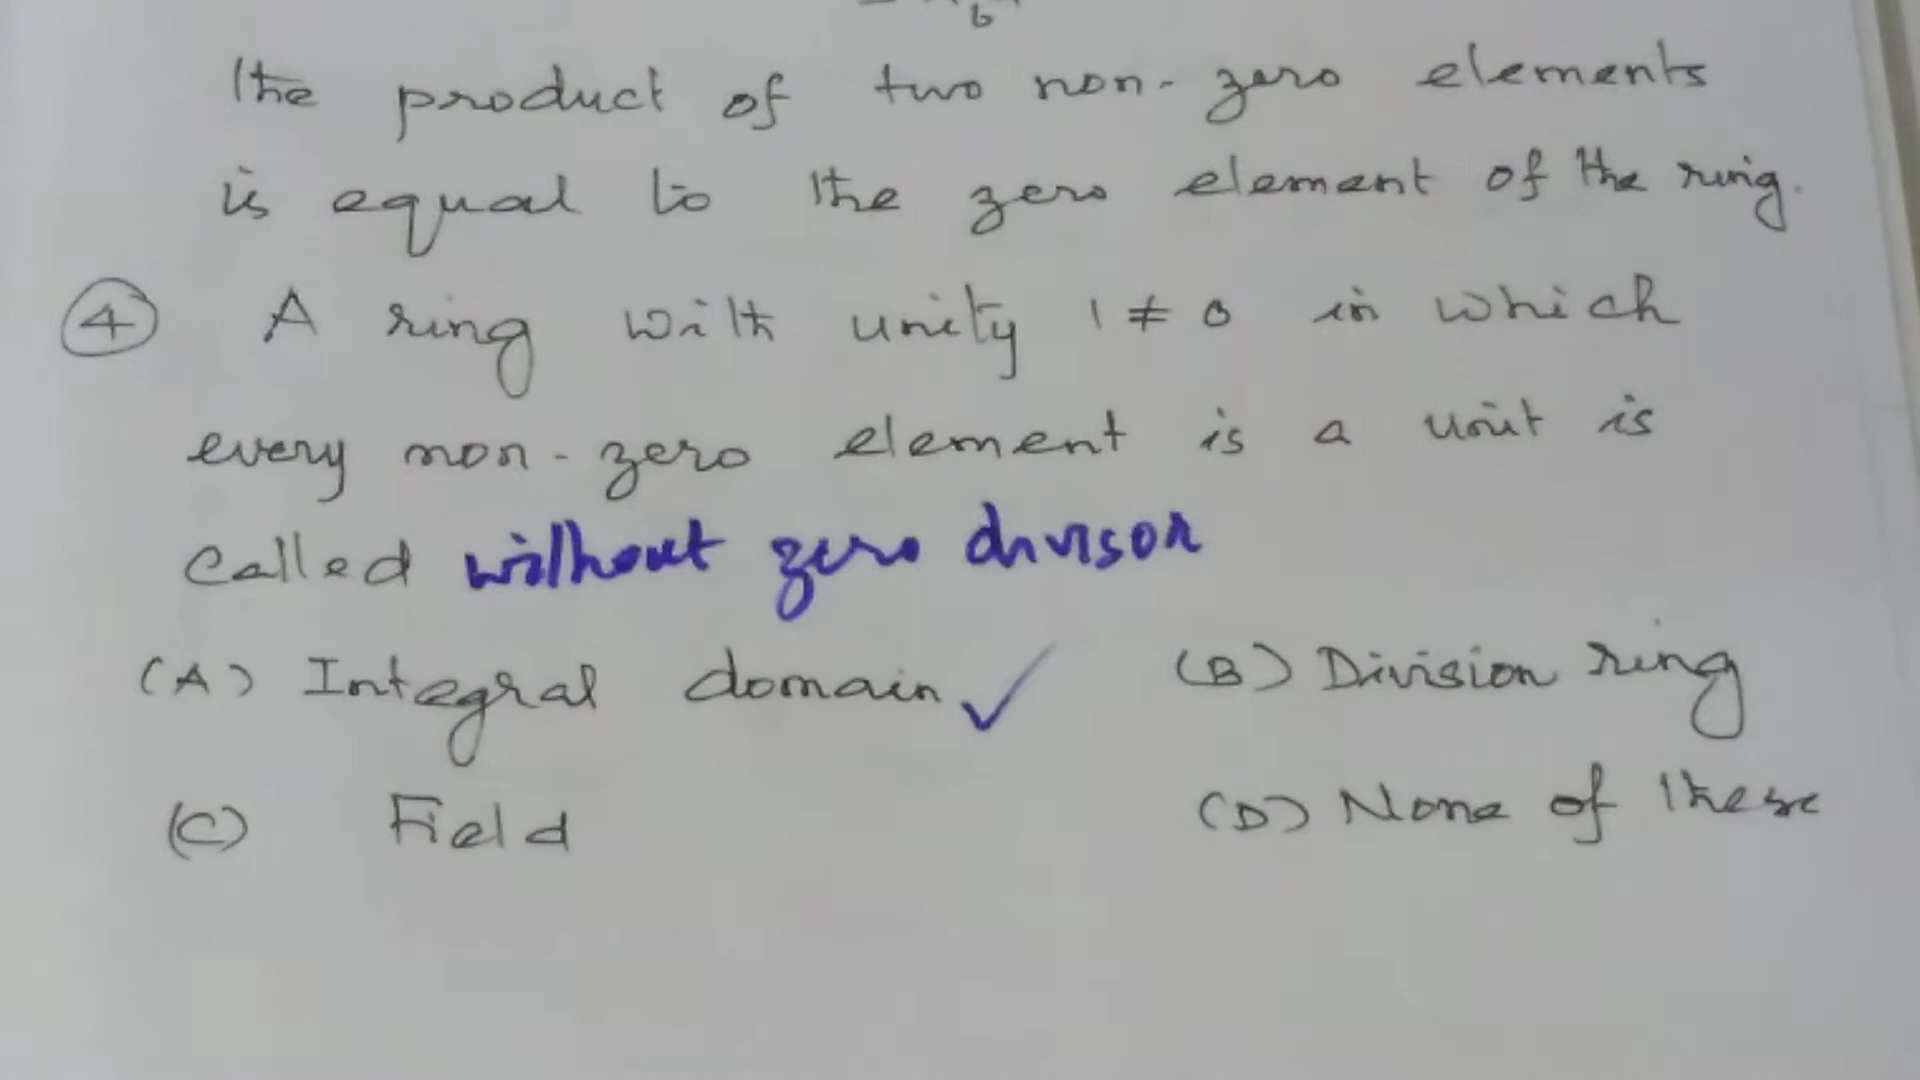 b
The product of two non-zero elements
is equal to the zero element of the ring.
4 A ring with unity 1 ≠ 0 in which
every non-zero element is a unit is
called without zero divisor
(A) Integral domain ✓ (B) Division ring
(C) Field (D) None of these